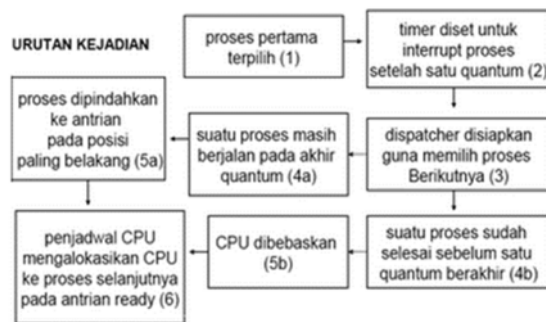 URUTAN KEJADIAN
proses pertama
terpilih (1)
timer diset untuk
interrupt proses
setelah satu quantum (2)
dispatcher disiapkan
guna memilih proses
Berikutnya (3)
suatu proses masih
berjalan pada akhir
quantum (4a)
proses dipindahkan
ke antrian
pada posisi
paling belakang (5a)
suatu proses sudah
selesai sebelum satu
quantum berakhir (4b)
CPU dibebaskan
(5b)
penjadwal CPU
mengalokasikan CPU
ke proses selanjutnya
pada antrian ready (6)